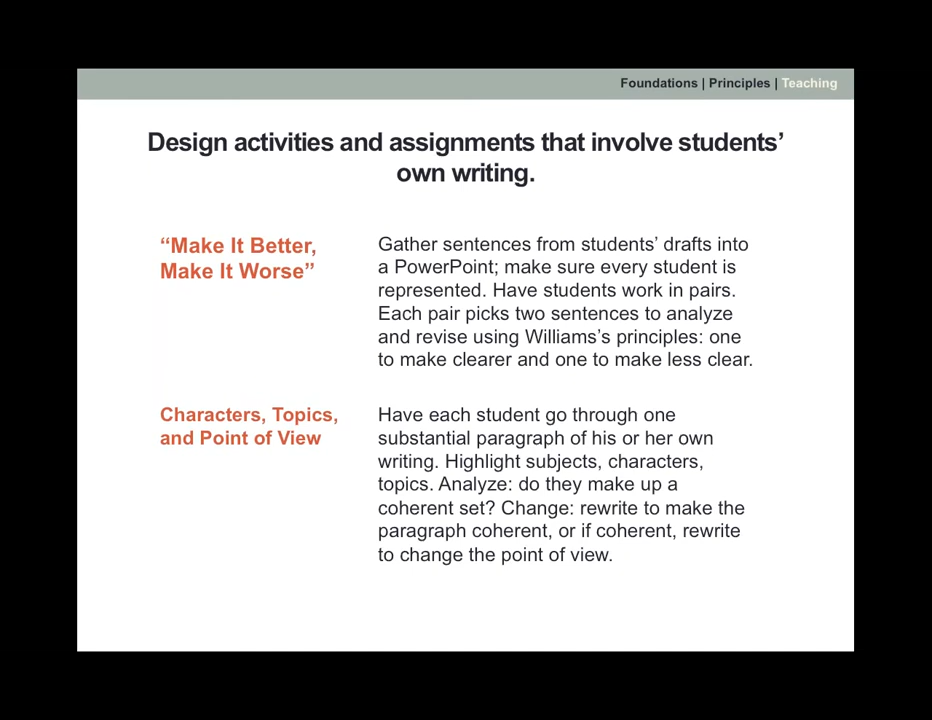 Foundations | Principles | Teaching
Design activities and assignments that involve students’
own writing.
“Make It Better,
Make It Worse”
Gather sentences from students’ drafts into
a PowerPoint; make sure every student is
represented. Have students work in pairs.
Each pair picks two sentences to analyze
and revise using Williams’s principles: one
to make clearer and one to make less clear.
Characters, Topics,
and Point of View
Have each student go through one
substantial paragraph of his or her own
writing. Highlight subjects, characters,
topics. Analyze: do they make up a
coherent set? Change: rewrite to make the
paragraph coherent, or if coherent, rewrite
to change the point of view.